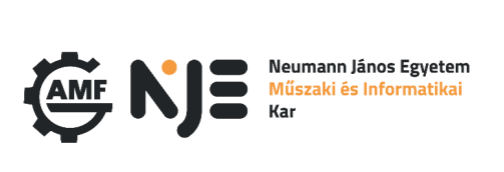 AMF
NJE
Neumann János Egyetem
Műszaki és Informatikai
Kar